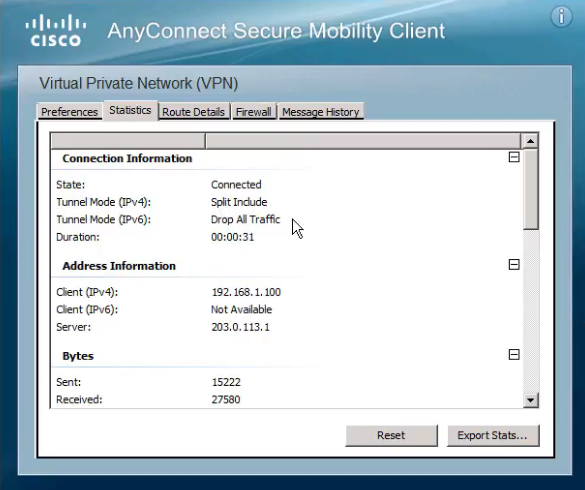 CISCO AnyConnect Secure Mobility Client
Virtual Private Network (VPN)
Preferences Statistics Route Details Firewall Message History
Connection Information
State: Connected
Tunnel Mode (IPv4): Split Include
Tunnel Mode (IPv6): Drop All Traffic
Duration: 00:00:31
Address Information
Client (IPv4): 192.168.1.100
Client (IPv6): Not Available
Server: 203.0.113.1
Bytes
Sent: 15222
Received: 27580
Reset Export Stats...